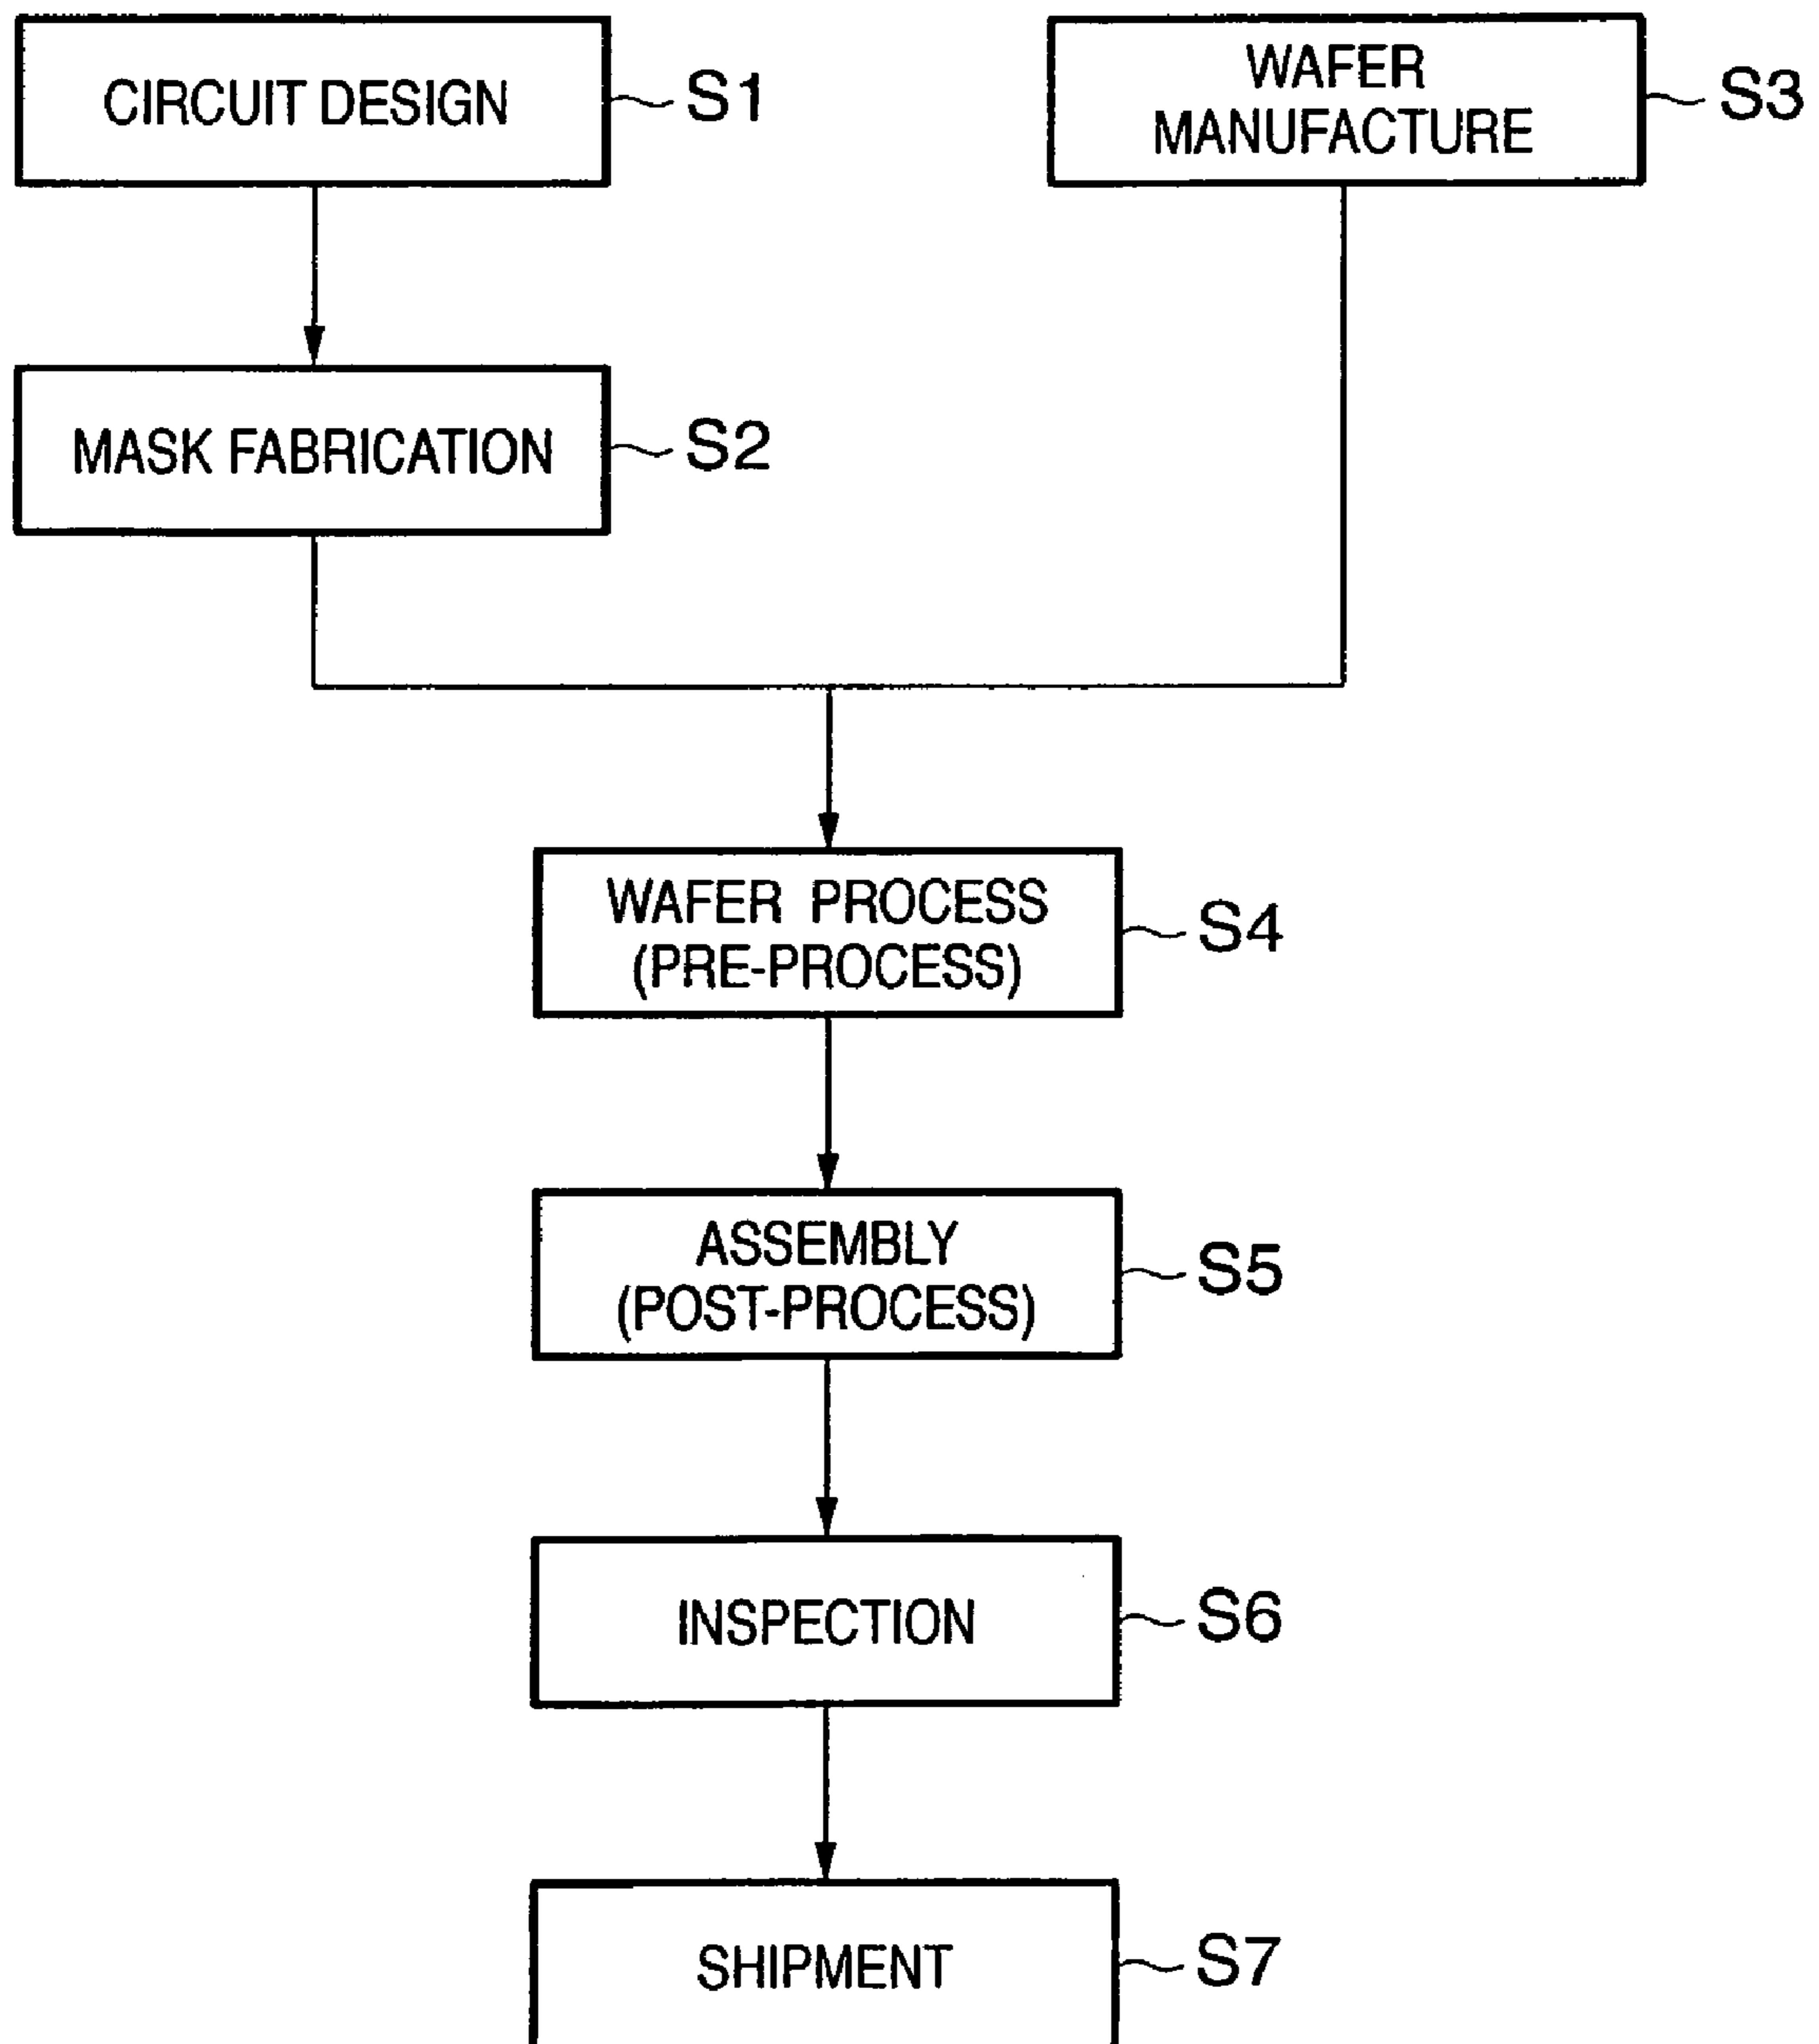 CIRCUIT DESIGN
S1
WAFER
MANUFACTURE
S3
MASK FABRICATION
S2
WAFER PROCESS
(PRE-PROCESS)
S4
ASSEMBLY
(POST-PROCESS)
S5
INSPECTION
S6
SHIPMENT
S7